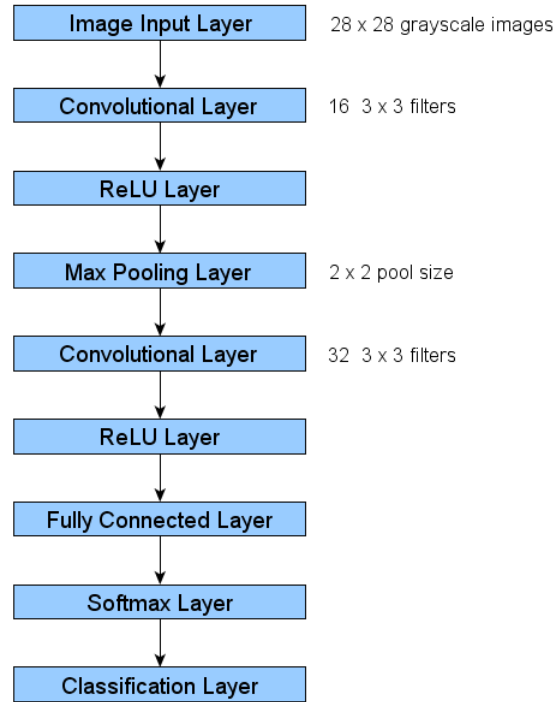 Image Input Layer 28 x 28 grayscale images
Convolutional Layer 16 3 x 3 filters
ReLU Layer
Max Pooling Layer 2 x 2 pool size
Convolutional Layer 32 3 x 3 filters
ReLU Layer
Fully Connected Layer
Softmax Layer
Classification Layer